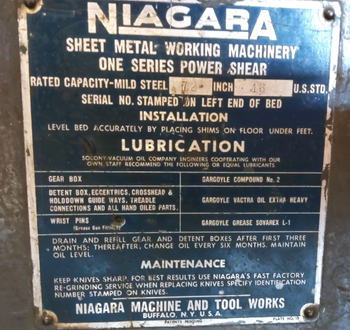 NIAGARA
SHEET METAL WORKING MACHINERY
ONE SERIES POWER SHEAR
RATED CAPACITY-MILD STEEL 72 INCH 16 U.S.STD.
SERIAL NO. STAMPED ON LEFT END OF BED
INSTALLATION
LEVEL BED ACCURATELY BY PLACING SHIMS ON FLOOR UNDER FEET.
LUBRICATION
SOCONY-VACUUM OIL COMPANY ENGINEERS COOPERATING WITH OUR
OWN STAFF RECOMMEND THE FOLLOWING OR EQUAL LUBRICANTS
GEAR BOX GARGOYLE COMPOUND No. 2
DETENT BOX, ECCENTRICS, CROSSHEAD &
HOLDDOWN GUIDE WAYS, TREADLE
CONNECTIONS AND ALL HAND OILED PARTS.
GARGOYLE VACTRA OIL EXTRA HEAVY
WRIST PINS
(Grease Gun Fittings)
GARGOYLE GREASE SOVAREX L-1
DRAIN AND REFILL GEAR AND DETENT BOXES AFTER FIRST THREE
MONTHS; THEREAFTER, CHANGE OIL EVERY SIX MONTHS. MAINTAIN
OIL LEVEL.
MAINTENANCE
KEEP KNIVES SHARP. FOR BEST RESULTS USE NIAGARA'S FAST FACTORY
RE-GRINDING SERVICE WHEN REPLACING KNIVES SPECIFY IDENTIFICATION
NUMBER STAMPED ON KNIVES.
NIAGARA MACHINE AND TOOL WORKS
BUFFALO, N.Y. U.S.A.
PATENTS PENDING
PLATE NO.